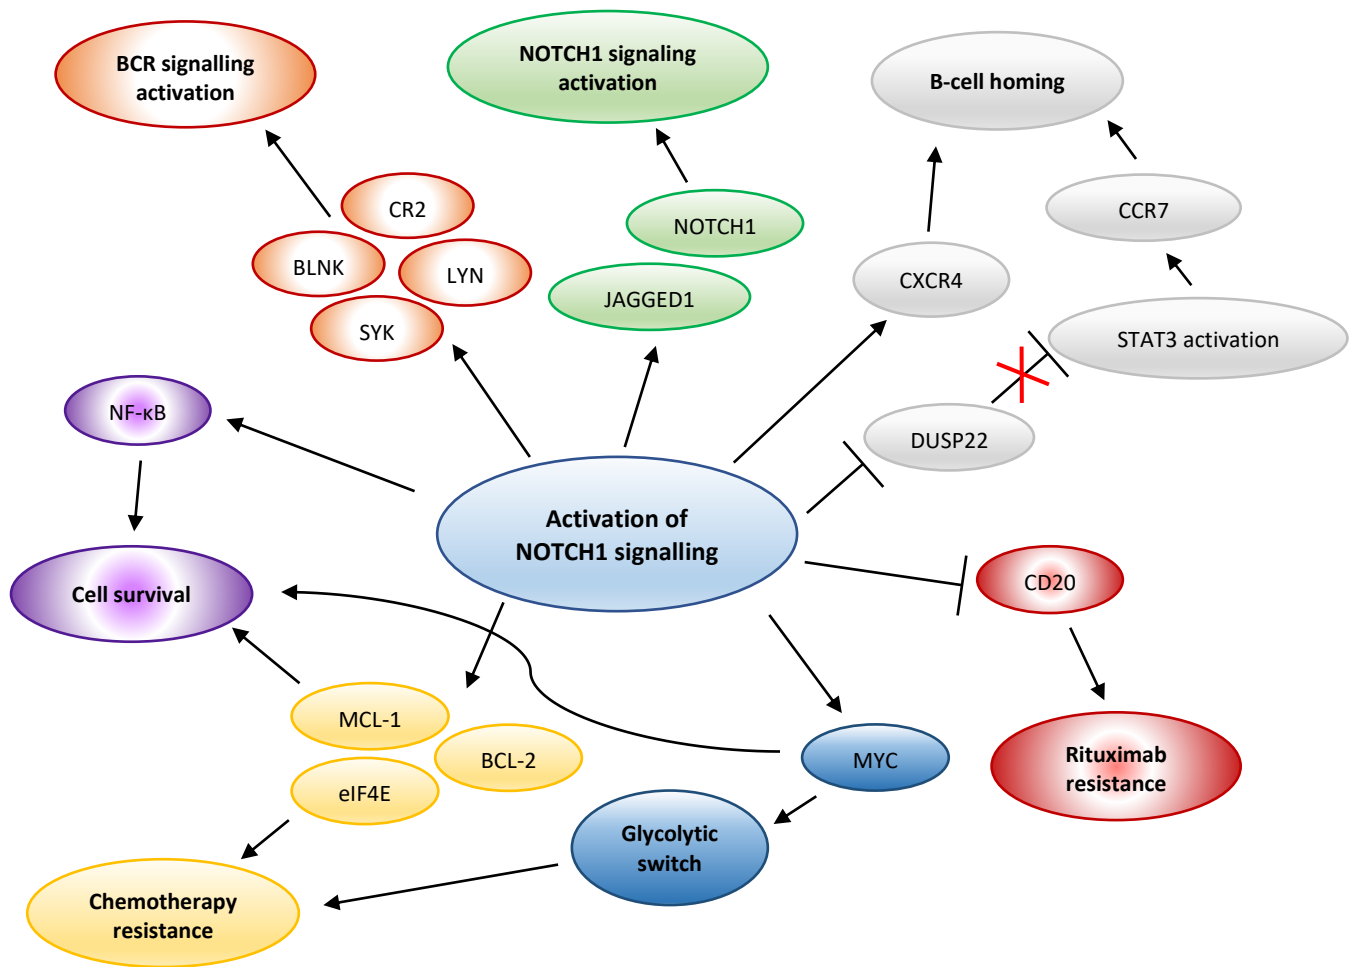 BCR signalling
activation
NOTCH1 signaling
activation
B-cell homing
CR2
BLNK
LYN
SYK
NOTCH1
JAGGED1
CXCR4
CCR7
STAT3 activation
DUSP22
NF-κB
Activation of
NOTCH1 signalling
Cell survival
CD20
MCL-1
BCL-2
eIF4E
MYC
Rituximab
resistance
Glycolytic
switch
Chemotherapy
resistance